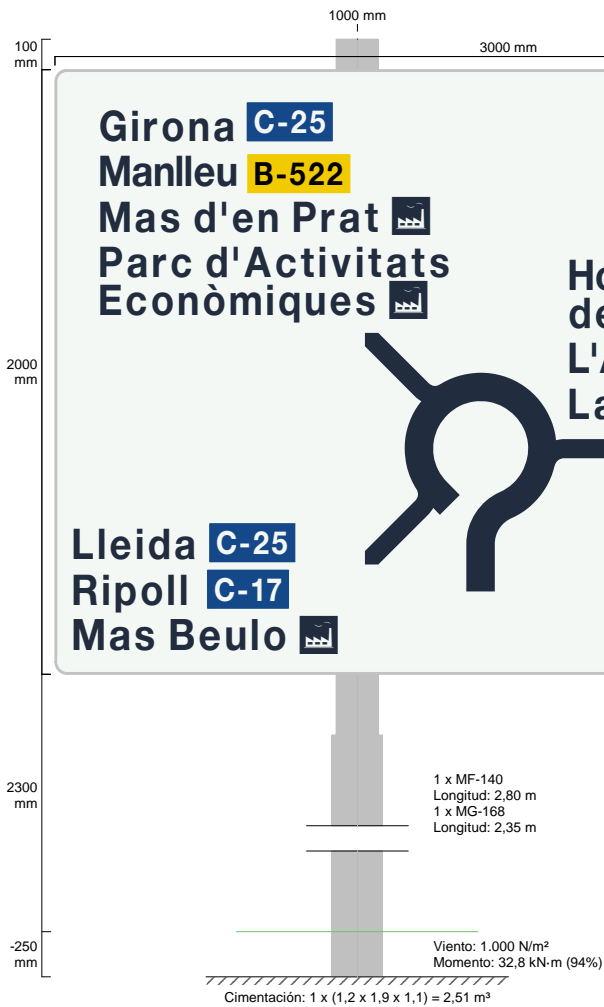 1000 mm
100
mm
3000 mm
Girona C-25
Manlleu B-522
Mas d'en Prat
Parc d'Activitats
Econòmiques
2000
mm
L'
Lleida C-25
Ripoll C-17
Mas Beulo
2300
mm
1 x MF-140
Longitud: 2,80 m
1 x MG-168
Longitud: 2,35 m
-250
mm
Viento: 1.000 N/m²
Momento: 32,8 kN·m (94%)
Cimentación: 1 x (1,2 x 1,9 x 1,1) = 2,51 m³